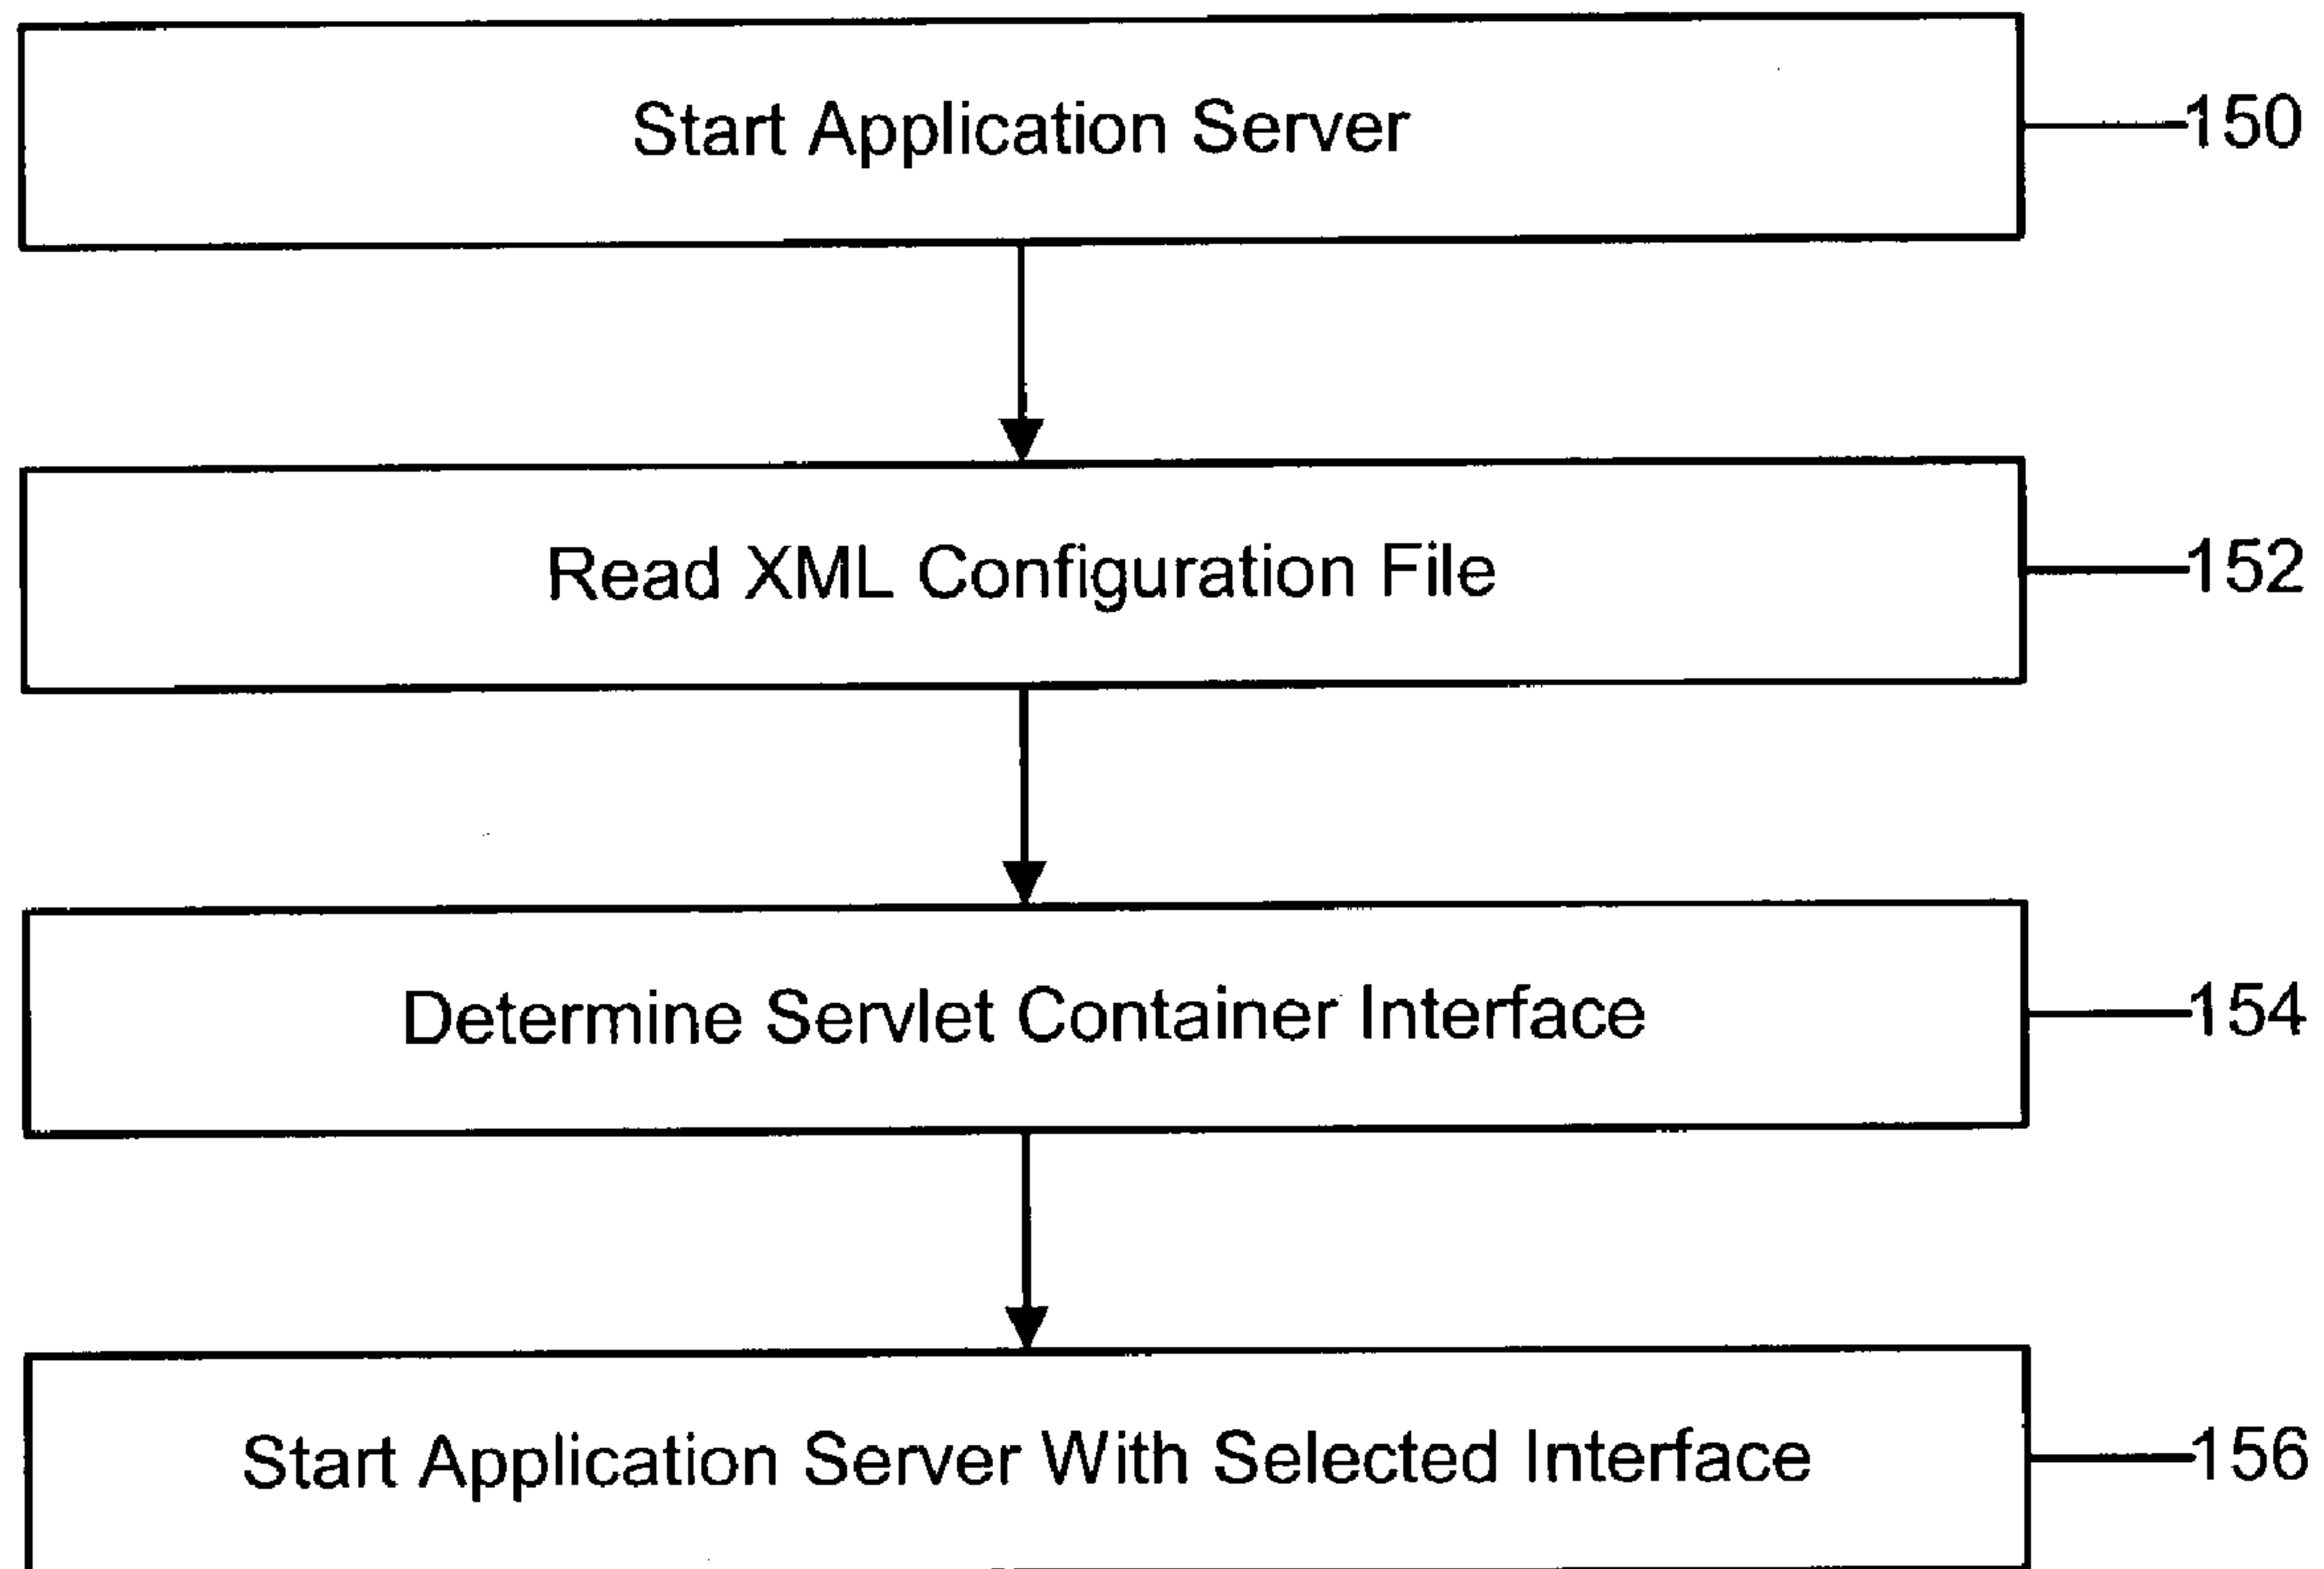 Start Application Server
150
Read XML Configuration File
152
Determine Servlet Container Interface
154
Start Application Server With Selected Interface
156